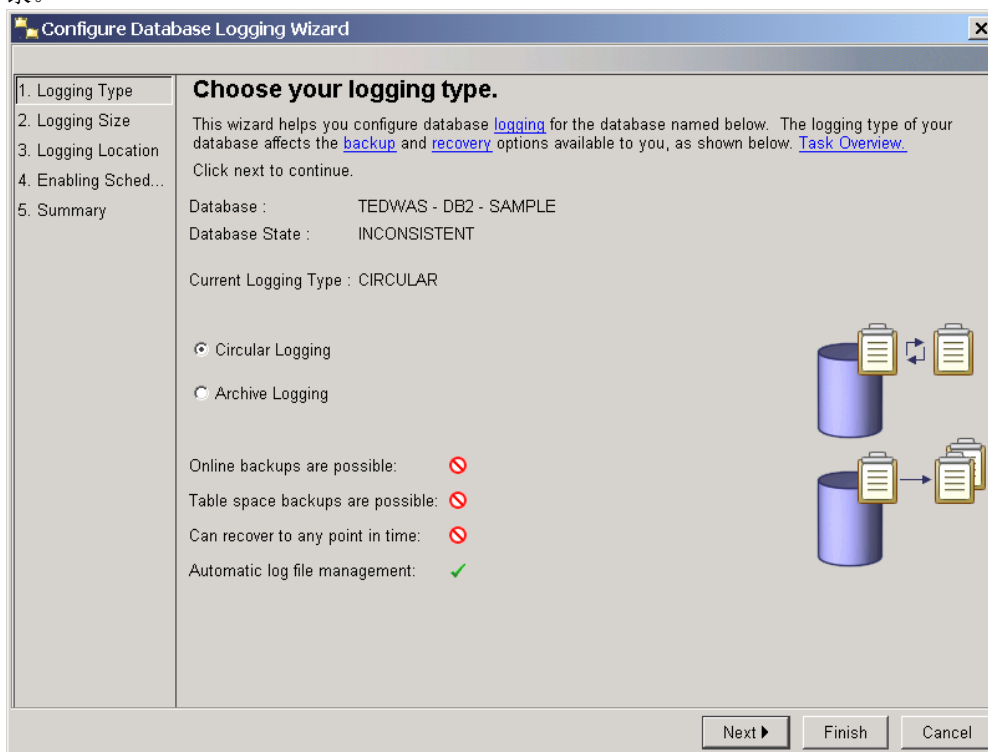 Configure Database Logging Wizard
1. Logging Type
2. Logging Size
3. Logging Location
4. Enabling Sched...
5. Summary
Choose your logging type.
This wizard helps you configure database logging for the database named below. The logging type of your
database affects the backup and recovery options available to you, as shown below. Task Overview.
Click next to continue.
Database : TEDWAS - DB2 - SAMPLE
Database State : INCONSISTENT
Current Logging Type : CIRCULAR
Circular Logging
Archive Logging
Online backups are possible:
Table space backups are possible:
Can recover to any point in time:
Automatic log file management:
Next
Finish
Cancel